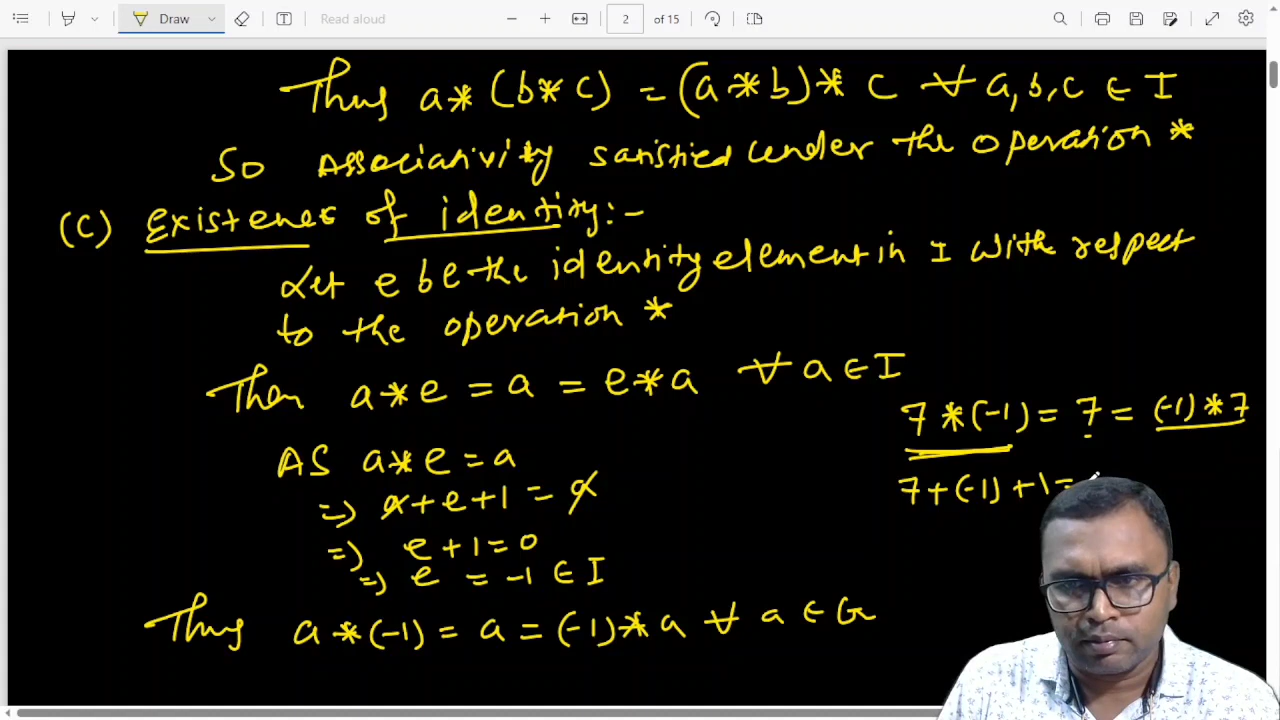 Draw Read aloud 2 of 15
Thus a * (b * c) = (a * b) * c ∀ a, b, c ∈ I
So Associativity satisfied under the operation *
(C) Existence of identity:-
Let e be the identity element in I with respect
to the operation *
Then a * e = a = e * a ∀ a ∈ I
7 * (-1) = 7 = (-1) * 7
As a * e = a
7 + (-1) + 1 =
=> a + e + 1 = a
=> e + 1 = 0
=> e = -1 ∈ I
Thus a * (-1) = a = (-1) * a ∀ a ∈ G